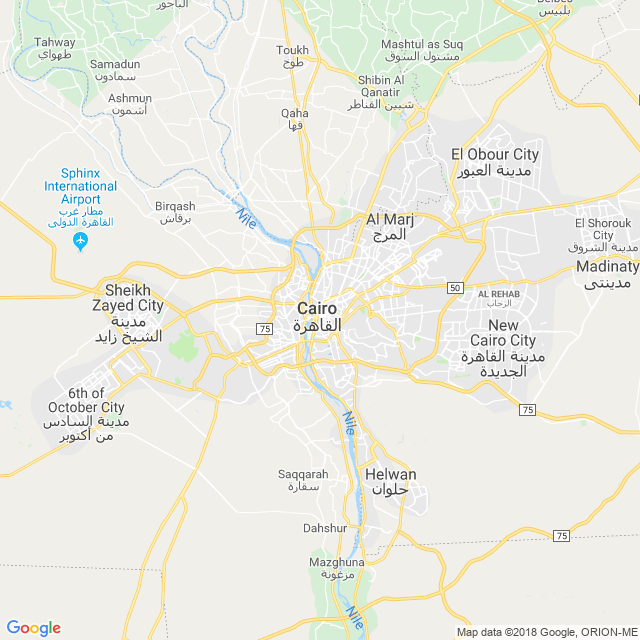 الباجور
Belbeis
بلبيس
Tahway
طهواي
Toukh
طوخ
Mashtul as Suq
مشتول السوق
Samadun
سمادون
Shibin Al
Qanatir
شبين القناطر
Ashmun
أشمون
Qaha
قها
El Obour City
مدينة العبور
Sphinx
International
Airport
مطار غرب
القاهرة الدولى
Birqash
برقاش
Nile
Al Marj
المرج
El Shorouk
City
مدينة الشروق
Madinaty
مدينتى
Sheikh
Zayed City
مدينة
الشيخ زايد
Cairo
القاهرة
50
AL REHAB
الرحاب
75
New
Cairo City
مدينة القاهرة
الجديدة
6th of
October City
مدينة السادس
من أكتوبر
75
Nile
Saqqarah
سقارة
Helwan
حلوان
Dahshur
75
Mazghuna
مزغونة
Nile
Google
Map data ©2018 Google, ORION-ME